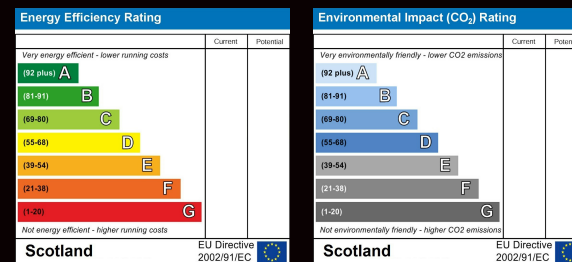 Energy Efficiency Rating
Current Potential
Very energy efficient - lower running costs
(92 plus) A
(81-91) B
(69-80) C
(55-68) D
(39-54) E
(21-38) F
(1-20) G
Not energy efficient - higher running costs
Scotland
EU Directive
2002/91/EC
Environmental Impact (CO₂) Rating
Current Poten
Very environmentally friendly - lower CO2 emissions
(92 plus) A
(81-91) B
(69-80) C
(55-68) D
(39-54) E
(21-38) F
(1-20) G
Not environmentally friendly - higher CO2 emissions
Scotland
EU Directive
2002/91/EC